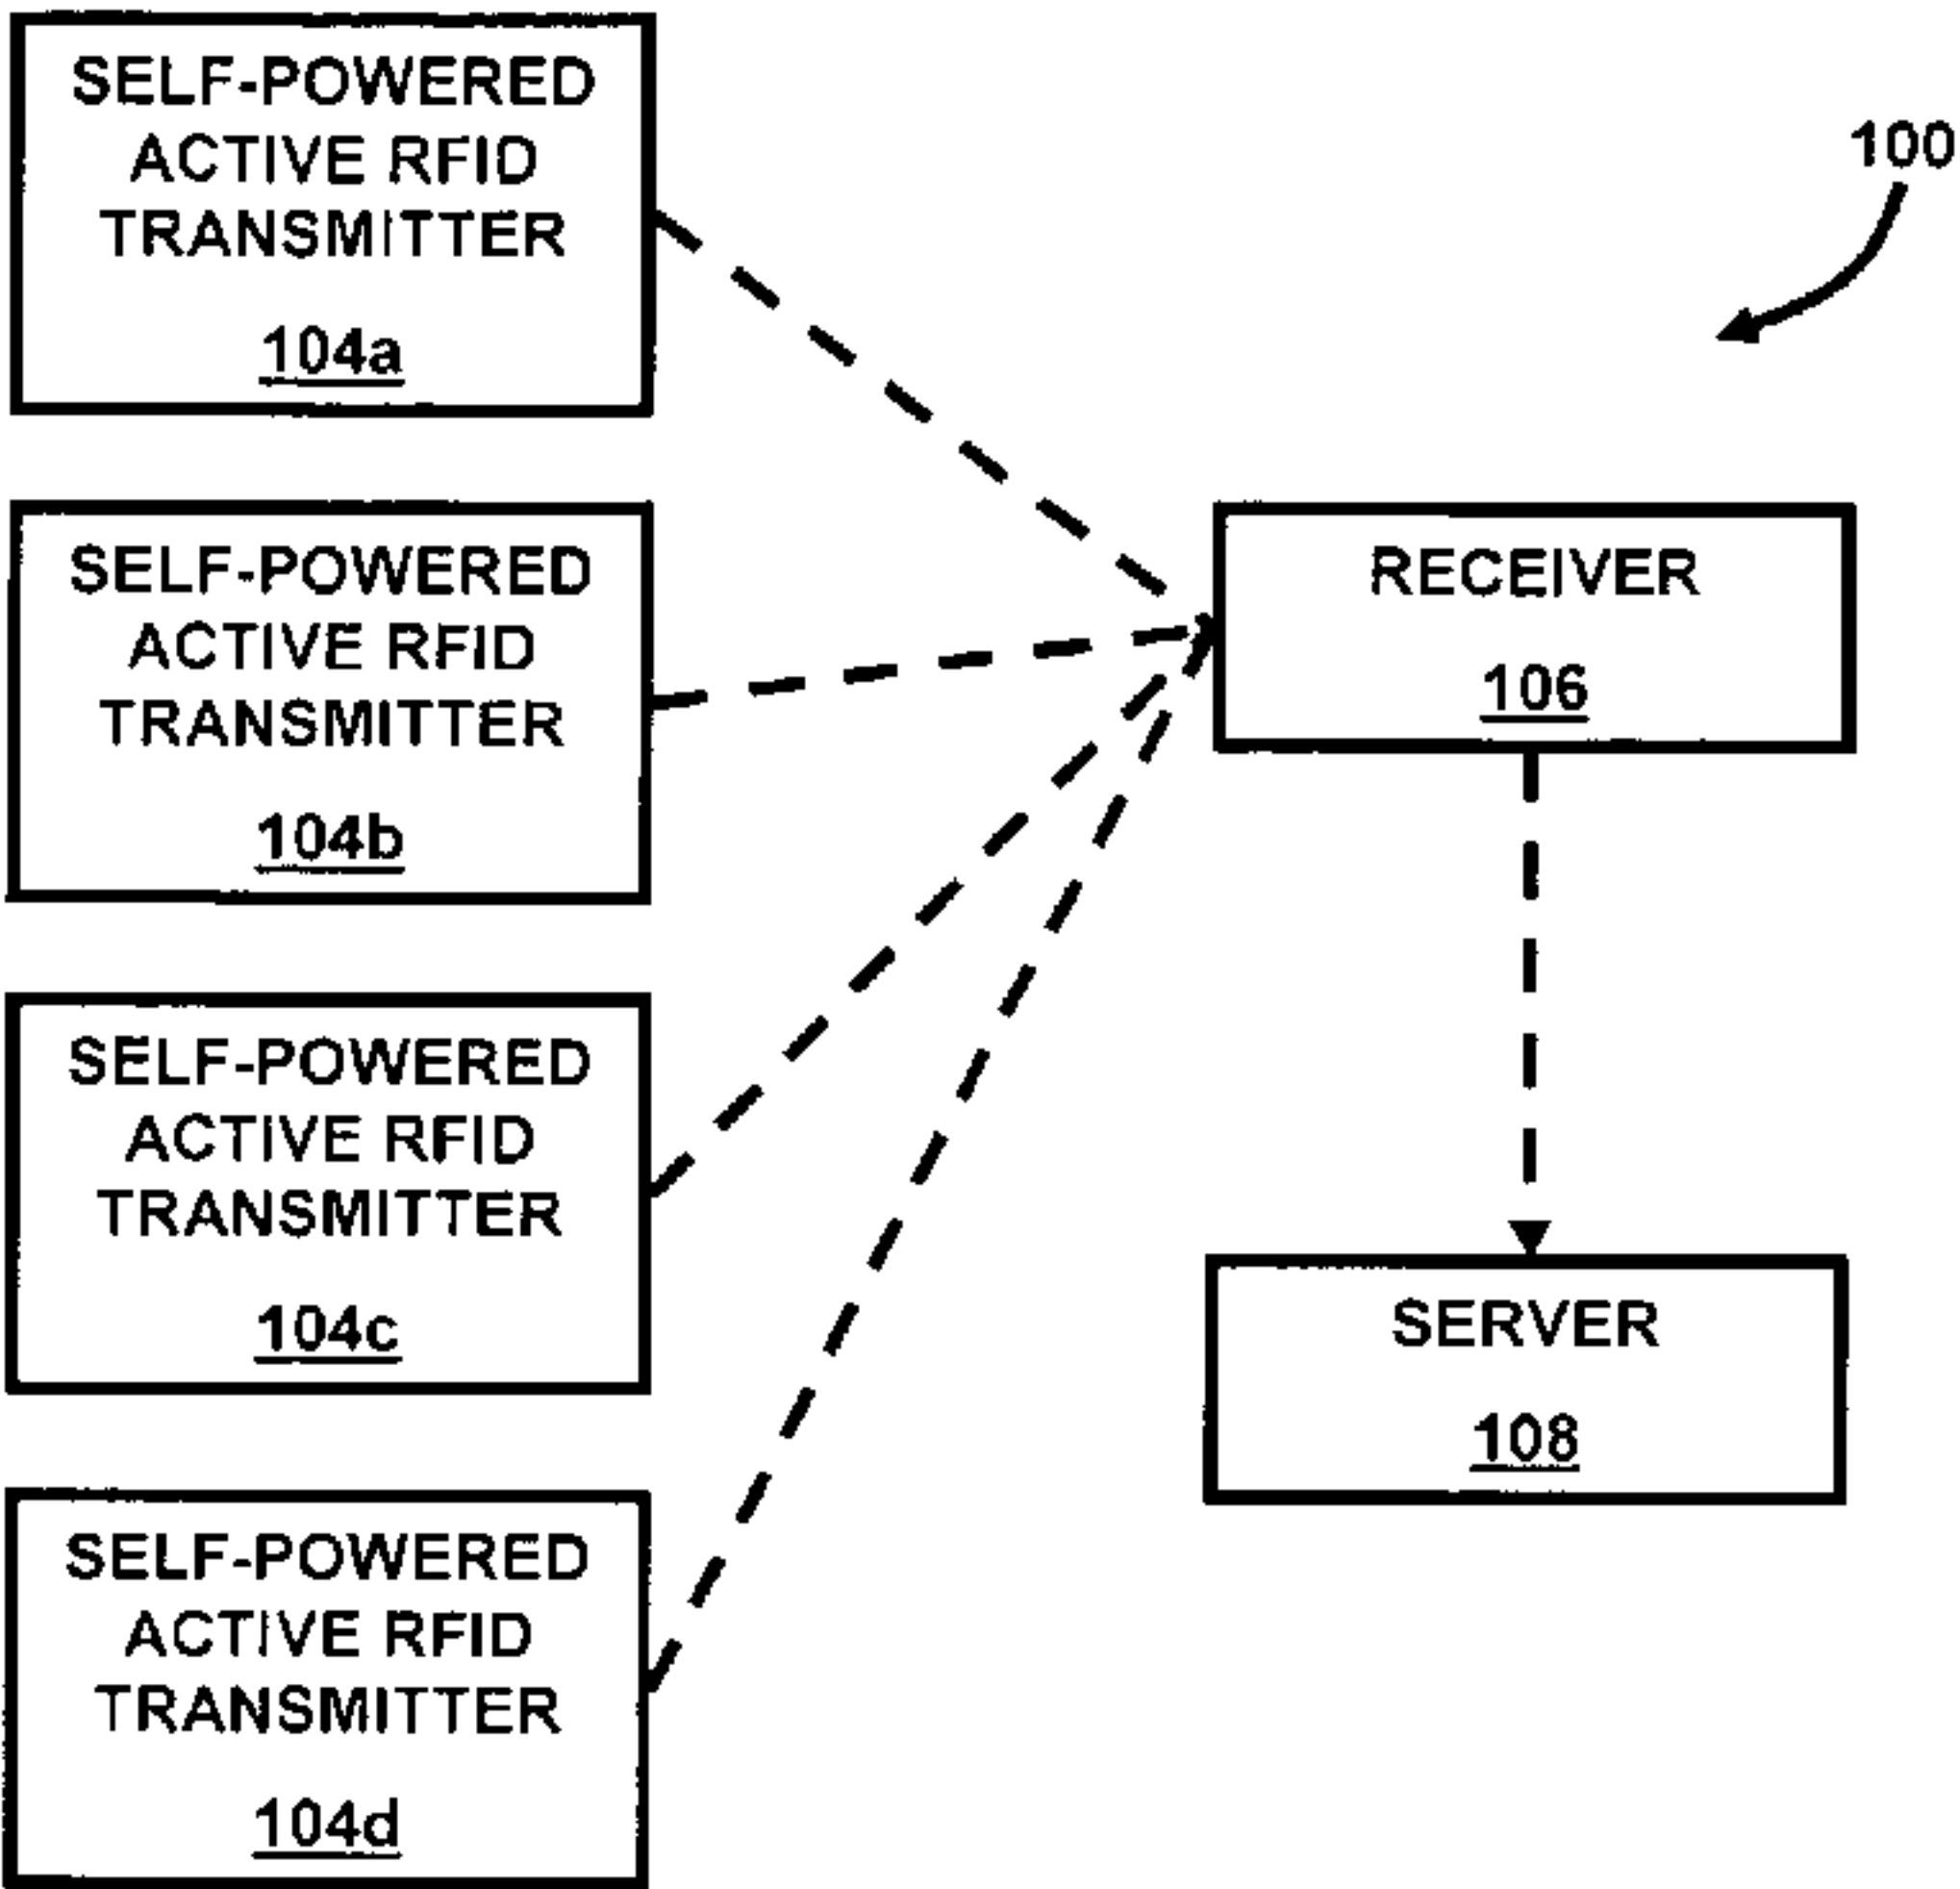 SELF-POWERED
ACTIVE RFID
TRANSMITTER
104a
100
SELF-POWERED
ACTIVE RFID
TRANSMITTER
104b
RECEIVER
106
SELF-POWERED
ACTIVE RFID
TRANSMITTER
104c
SERVER
108
SELF-POWERED
ACTIVE RFID
TRANSMITTER
104d